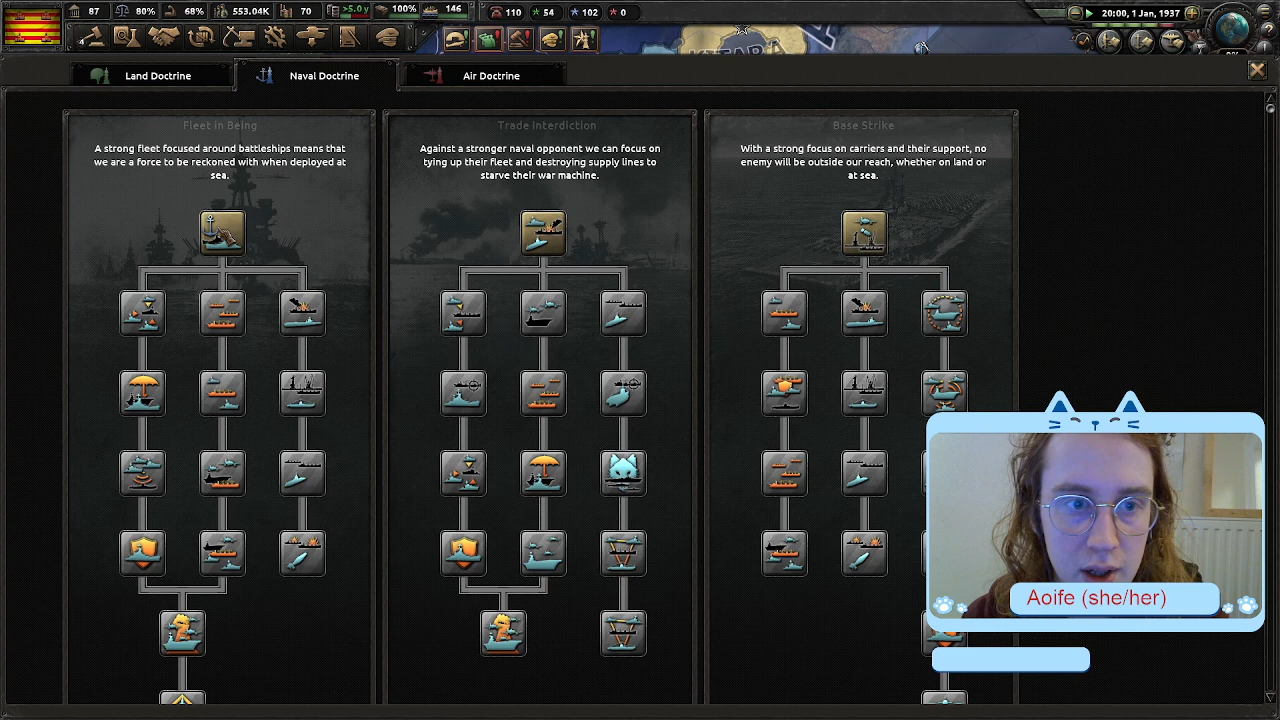 87 80% 68% 553.04K 70 >5.0 y 100% 146 110 54 102 0 20:00, 1 Jan, 1937
Land Doctrine Naval Doctrine Air Doctrine
Fleet in Being
A strong fleet focused around battleships means that
we are a force to be reckoned with when deployed at
sea.
Trade Interdiction
Against a stronger naval opponent we can focus on
tying up their fleet and destroying supply lines to
starve their war machine.
Base Strike
With a strong focus on carriers and their support, no
enemy will be outside our reach, whether on land or
at sea.
Aoife (she/her)